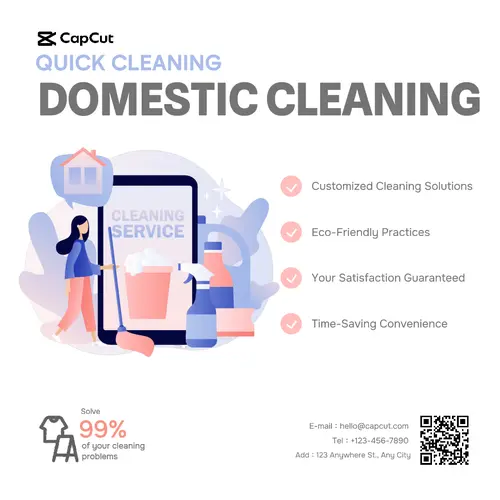 CapCut
QUICK CLEANING
DOMESTIC CLEANING
CLEANING
SERVICE
Customized Cleaning Solutions
Eco-Friendly Practices
Your Satisfaction Guaranteed
Time-Saving Convenience
Solve
99%
of your cleaning
problems
E-mail : hello@capcut.com
Tel : +123-456-7890
Add : 123 Anywhere St., Any City